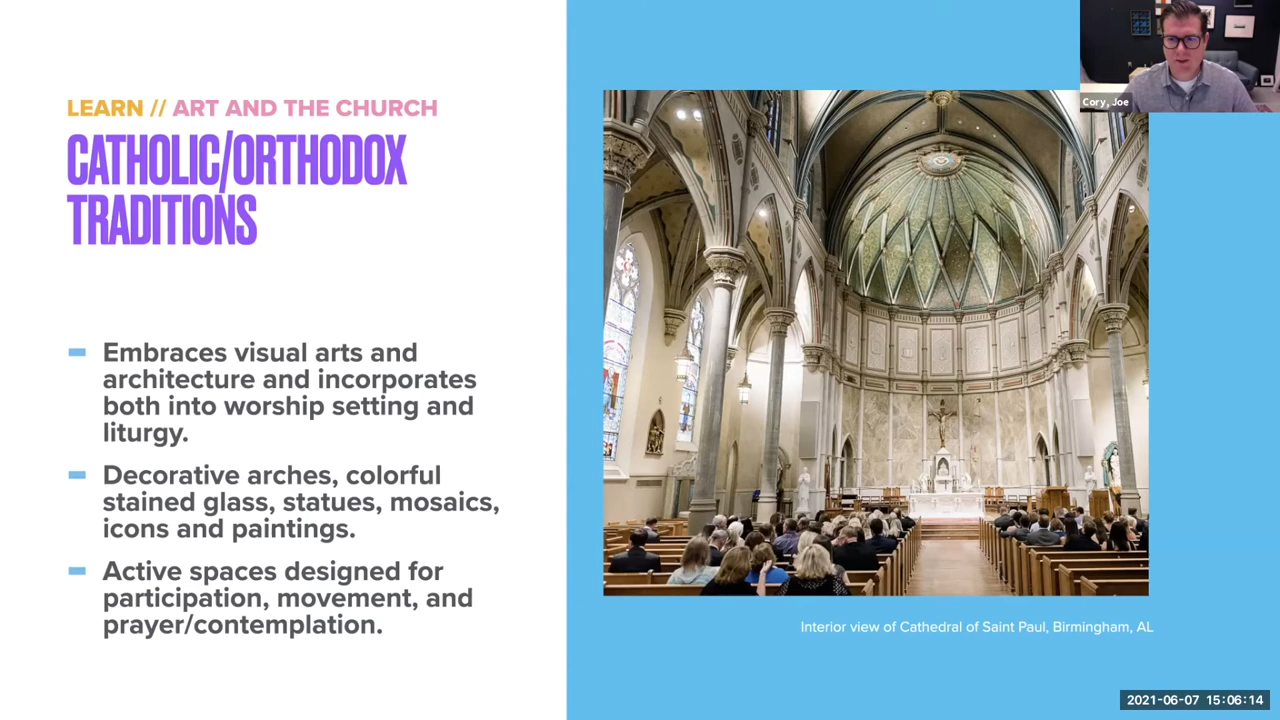 LEARN // ART AND THE CHURCH
CATHOLIC/ORTHODOX
TRADITIONS
Embraces visual arts and
architecture and incorporates
both into worship setting and
liturgy.
Decorative arches, colorful
stained glass, statues, mosaics,
icons and paintings.
Active spaces designed for
participation, movement, and
prayer/contemplation.
Cory, Joe
Interior view of Cathedral of Saint Paul, Birmingham, AL
2021-06-07 15:06:14